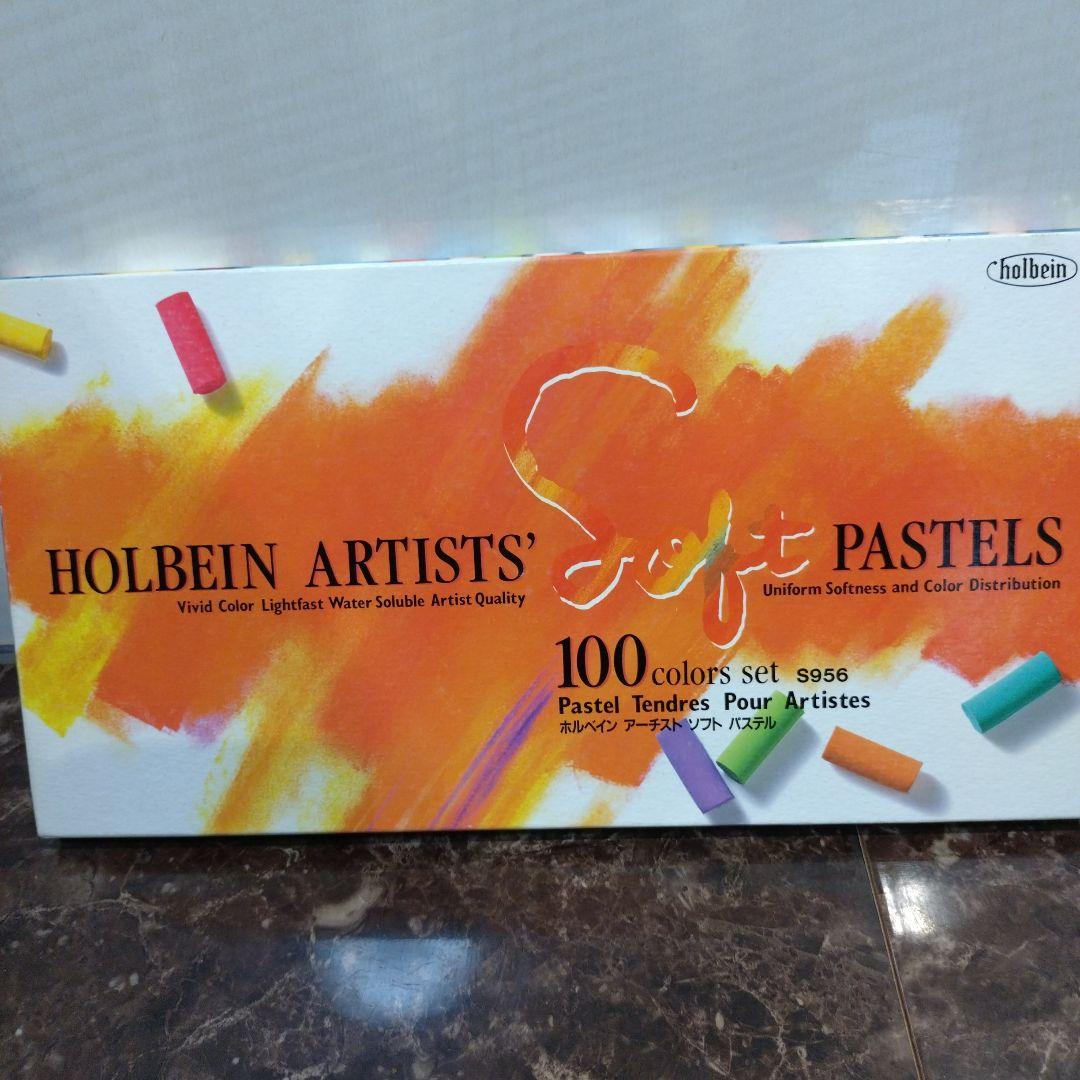 holbein
HOLBEIN ARTISTS' Soft PASTELS
Vivid Color Lightfast Water Soluble Artist Quality
Uniform Softness and Color Distribution
100 colors set S956
Pastel Tendres Pour Artistes
ホルベイン アーチスト ソフト パステル